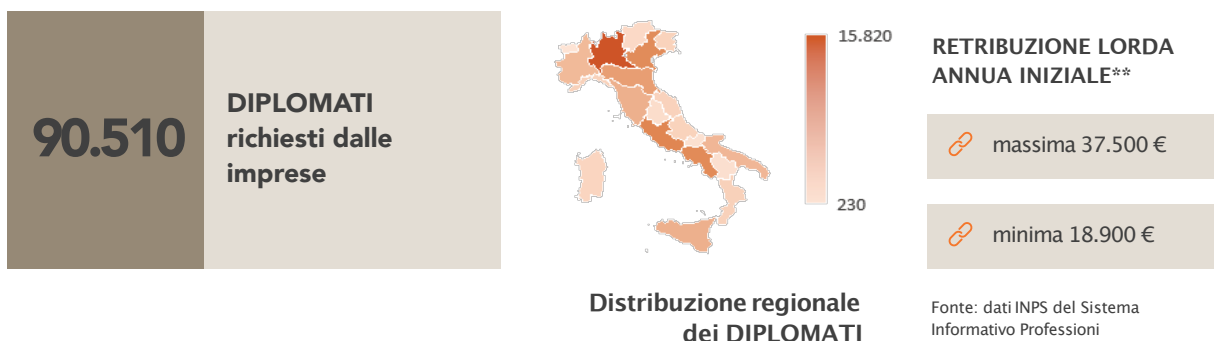 90.510
DIPLOMATI
richiesti dalle
imprese
15.820
230
Distribuzione regionale
dei DIPLOMATI
RETRIBUZIONE LORDA
ANNUA INIZIALE**
massima 37.500 €
minima 18.900 €
Fonte: dati INPS del Sistema
Informativo Professioni